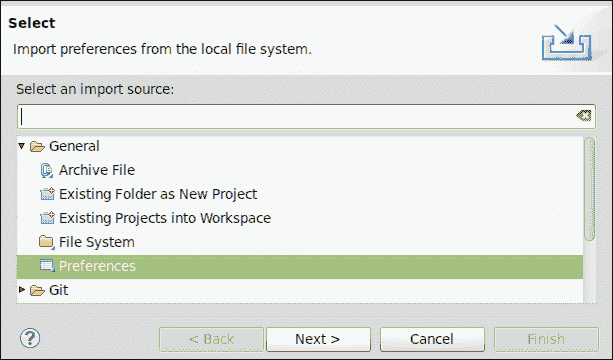 Select
Import preferences from the local file system.
Select an import source:
General
Archive File
Existing Folder as New Project
Existing Projects into Workspace
File System
Preferences
Git
?
< Back
Next >
Cancel
Finish